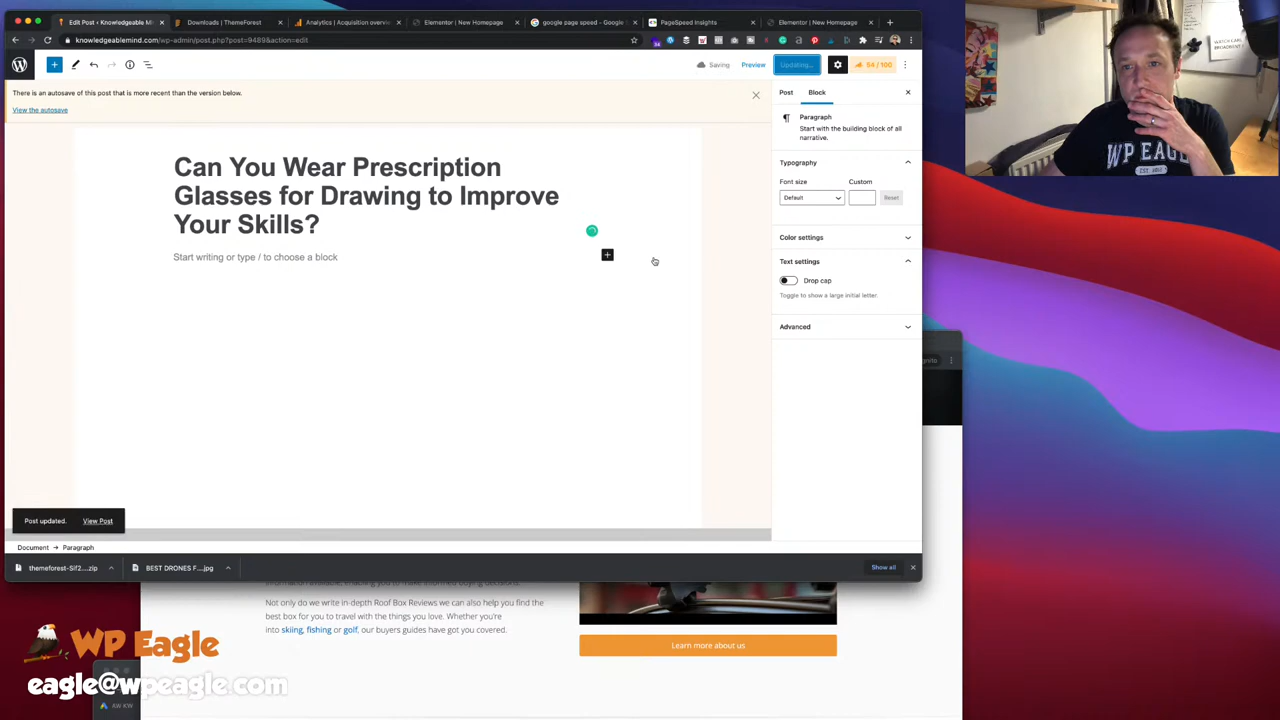 Edit Post ‹ Knowledgeable Mi
Downloads | ThemeForest
Analytics | Acquisition overvie
Elementor | New Homepage
google page speed - Google S
PageSpeed Insights
Elementor | New Homepage
knowledgeablemind.com/wp-admin/post.php?post=9489&action=edit
Saving
Preview
Updating...
54 / 100
There is an autosave of this post that is more recent than the version below.
View the autosave
Post
Block
Paragraph
Start with the building block of all
narrative.
Typography
Font size
Custom
Default
Reset
Color settings
Text settings
Drop cap
Toggle to show a large initial letter.
Advanced
Can You Wear Prescription
Glasses for Drawing to Improve
Your Skills?
Start writing or type / to choose a block
Post updated.
View Post
Document → Paragraph
themeforest-Sif2....zip
BEST DRONES F....jpg
Show all
Not only do we write in-depth Roof Box Reviews we can also help you find the
best box for you to travel with the things you love. Whether you're
into skiing, fishing or golf, our buyers guides have got you covered.
Learn more about us
WP Eagle
eagle@wpeagle.com
AW KW
WP EAGLE